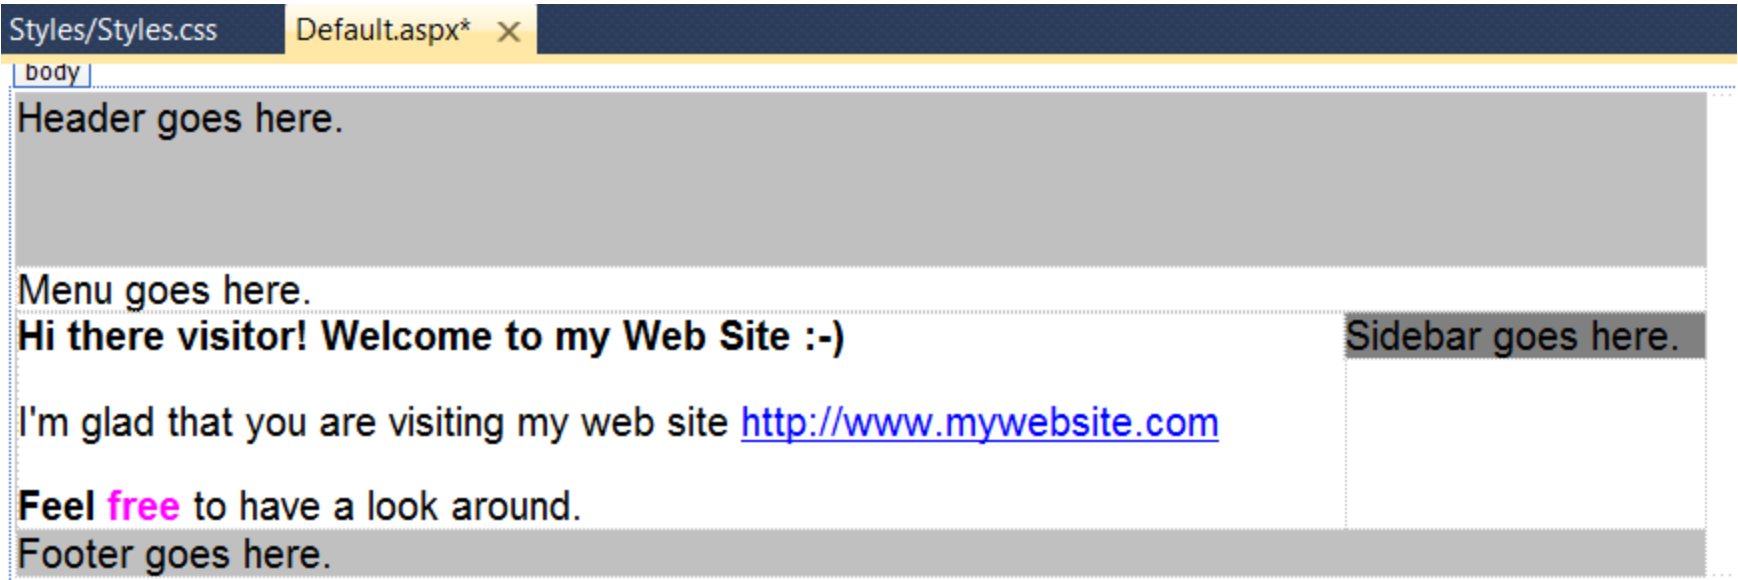 Styles/Styles.css Default.aspx*
body
Header goes here.
Menu goes here.
Hi there visitor! Welcome to my Web Site :-)
Sidebar goes here.
I'm glad that you are visiting my web site http://www.mywebsite.com
Feel free to have a look around.
Footer goes here.